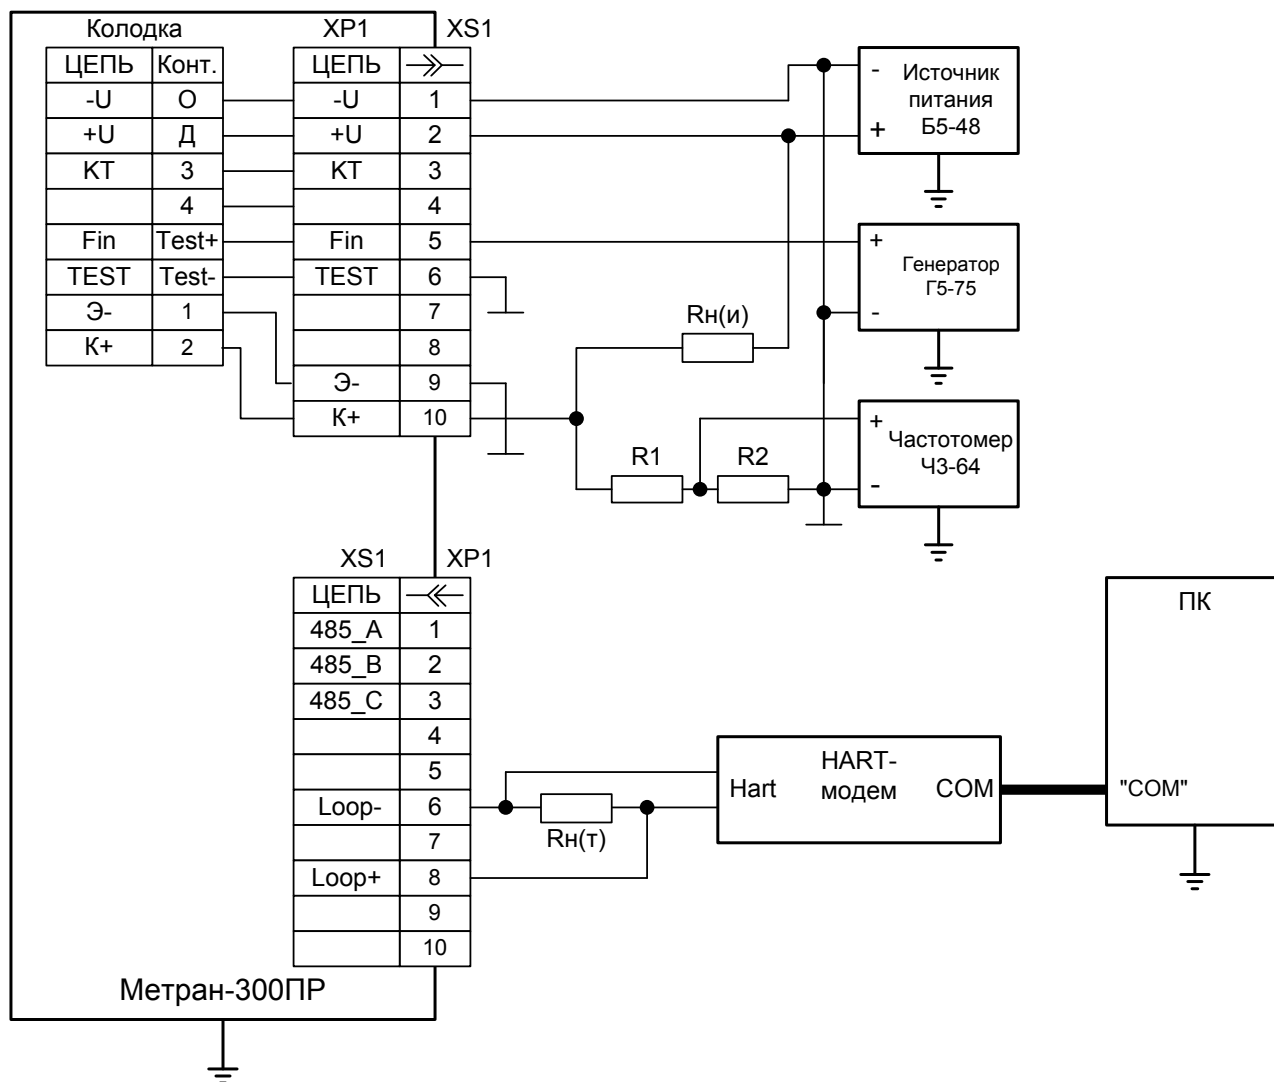 Колодка XP1 XS1
ЦЕПЬ Конт. ЦЕПЬ
-U О -U 1
+U Д +U 2
КТ 3 КТ 3
4 4
Fin Test+ Fin 5
TEST Test- TEST 6
Э- 1 7
К+ 2 8
Э- 9
К+ 10
- Источник
питания
+ Б5-48
+
Генератор
Г5-75
-
Rн(и)
+
Частотомер
Ч3-64
-
R1 R2
XS1 XP1
ЦЕПЬ
485_A 1
485_B 2
485_C 3
4
5
Loop- 6
7
Loop+ 8
9
10
Rн(т)
Hart HART-
модем COM
ПК
"COM"
Метран-300ПР